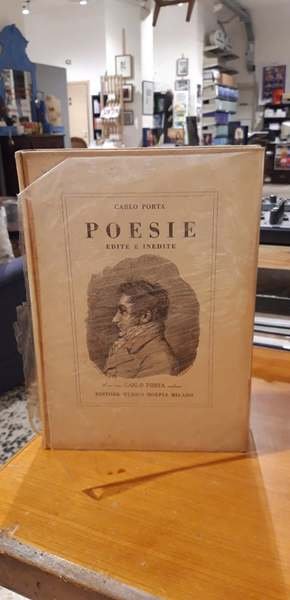 CARLO PORTA
POESIE
EDITE E INEDITE
CARLO PORTA
EDITORE ULRICO HOEPLI MILANO